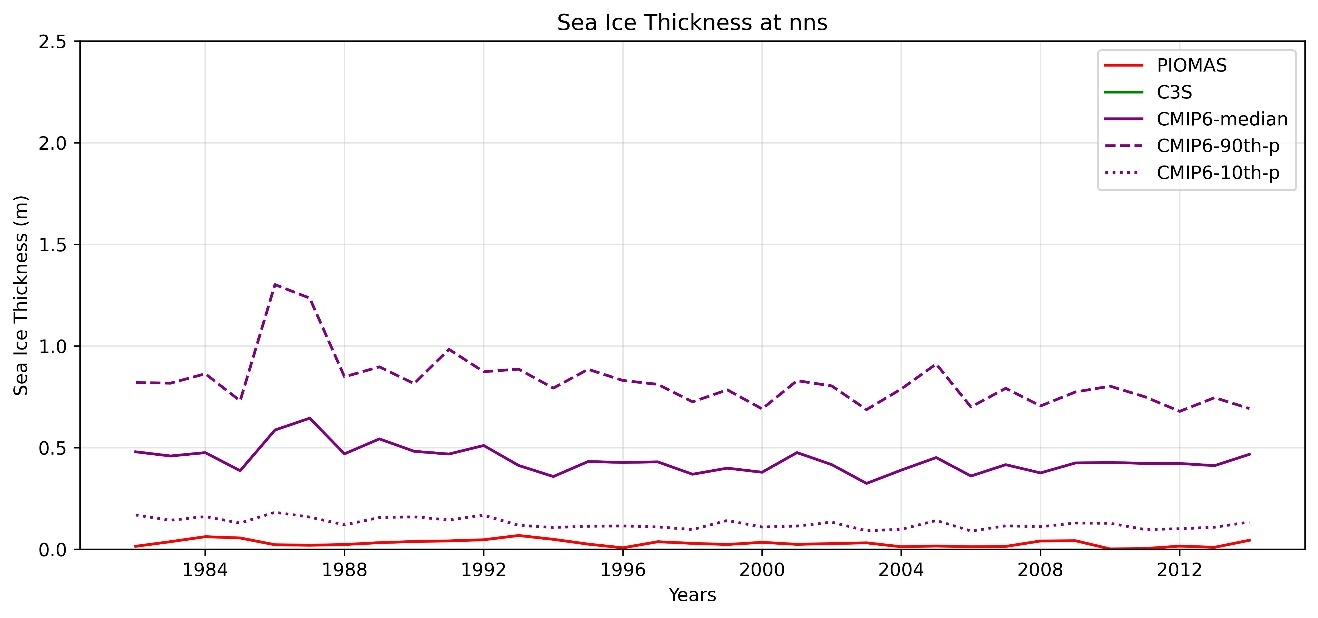 Sea Ice Thickness at nns
2.5
2.0
1.5
1.0
0.5
0.0
Sea Ice Thickness (m)
PIOMAS
C3S
CMIP6-median
CMIP6-90th-p
CMIP6-10th-p
1984 1988 1992 1996 2000 2004 2008 2012
Years